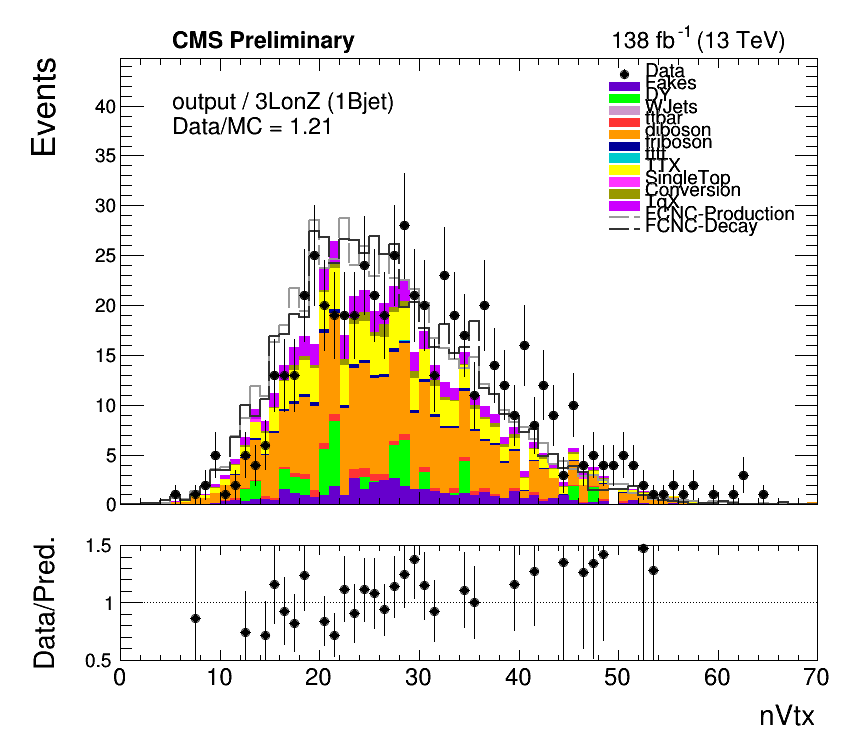 CMS Preliminary
138 fb-1 (13 TeV)
Events
output / 3LonZ (1Bjet)
Data/MC = 1.21
Data
Fakes
DY
WJets
ttbar
diboson
triboson
tttt
TTX
SingleTop
Conversion
TqX
FCNC-Production
FCNC-Decay
40
35
30
25
20
15
10
5
0
Data/Pred.
1.5
1
0.5
0 10 20 30 40 50 60 70
nVtx